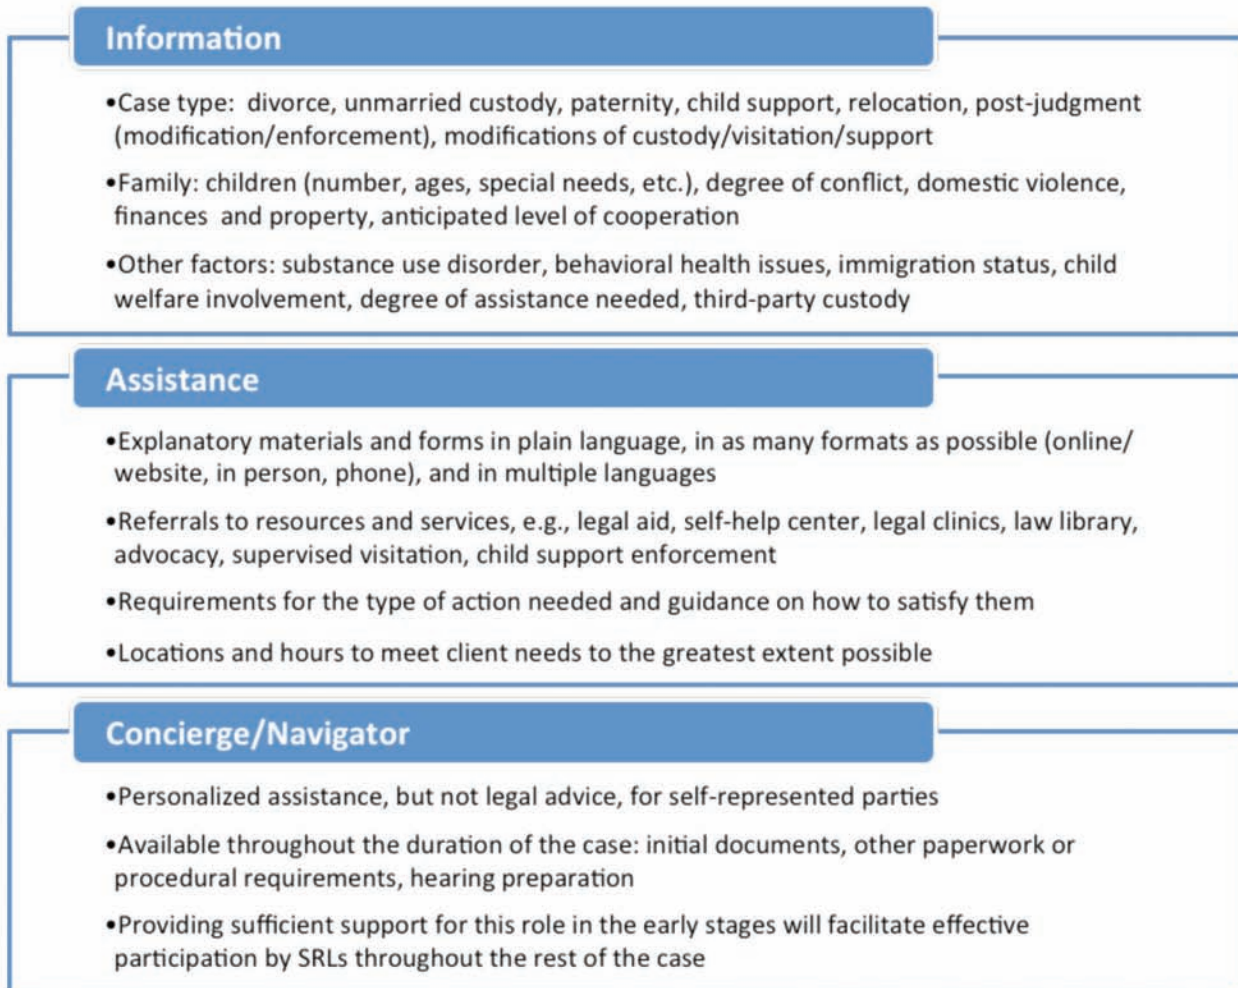 Information
•Case type:  divorce, unmarried custody, paternity, child support, relocation, post-judgment
(modification/enforcement), modifications of custody/visitation/support
•Family: children (number, ages, special needs, etc.), degree of conflict, domestic violence,
finances  and property, anticipated level of cooperation
•Other factors: substance use disorder, behavioral health issues, immigration status, child
welfare involvement, degree of assistance needed, third-party custody
Assistance
•Explanatory materials and forms in plain language, in as many formats as possible (online/
website, in person, phone), and in multiple languages
•Referrals to resources and services, e.g., legal aid, self-help center, legal clinics, law library,
advocacy, supervised visitation, child support enforcement
•Requirements for the type of action needed and guidance on how to satisfy them
•Locations and hours to meet client needs to the greatest extent possible
Concierge/Navigator
•Personalized assistance, but not legal advice, for self-represented parties
•Available throughout the duration of the case: initial documents, other paperwork or
procedural requirements, hearing preparation
•Providing sufficient support for this role in the early stages will facilitate effective
participation by SRLs throughout the rest of the case